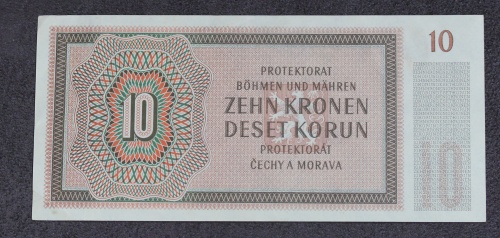 10
10
PROTEKTORAT
BÖHMEN UND MÄHREN
ZEHN KRONEN
DESET KORUN
PROTEKTORÁT
ČECHY A MORAVA
10